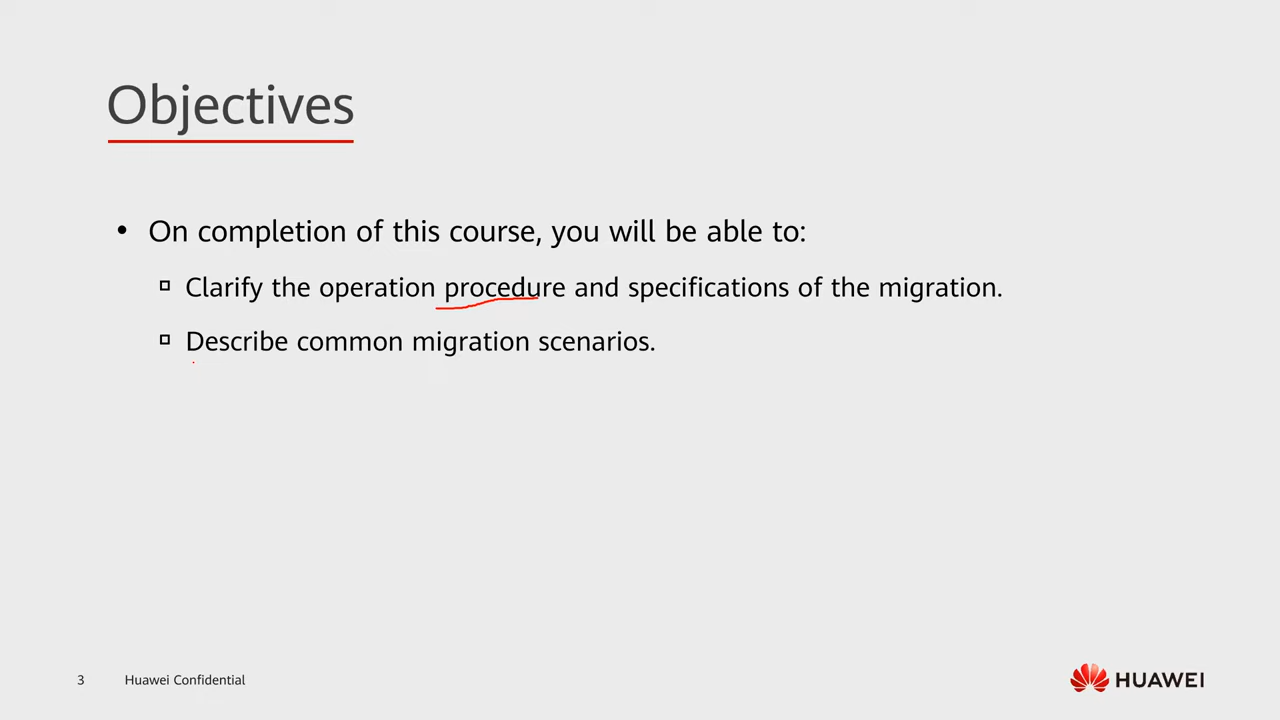 Objectives
• On completion of this course, you will be able to:
▫ Clarify the operation procedure and specifications of the migration.
▫ Describe common migration scenarios.
3 Huawei Confidential
HUAWEI